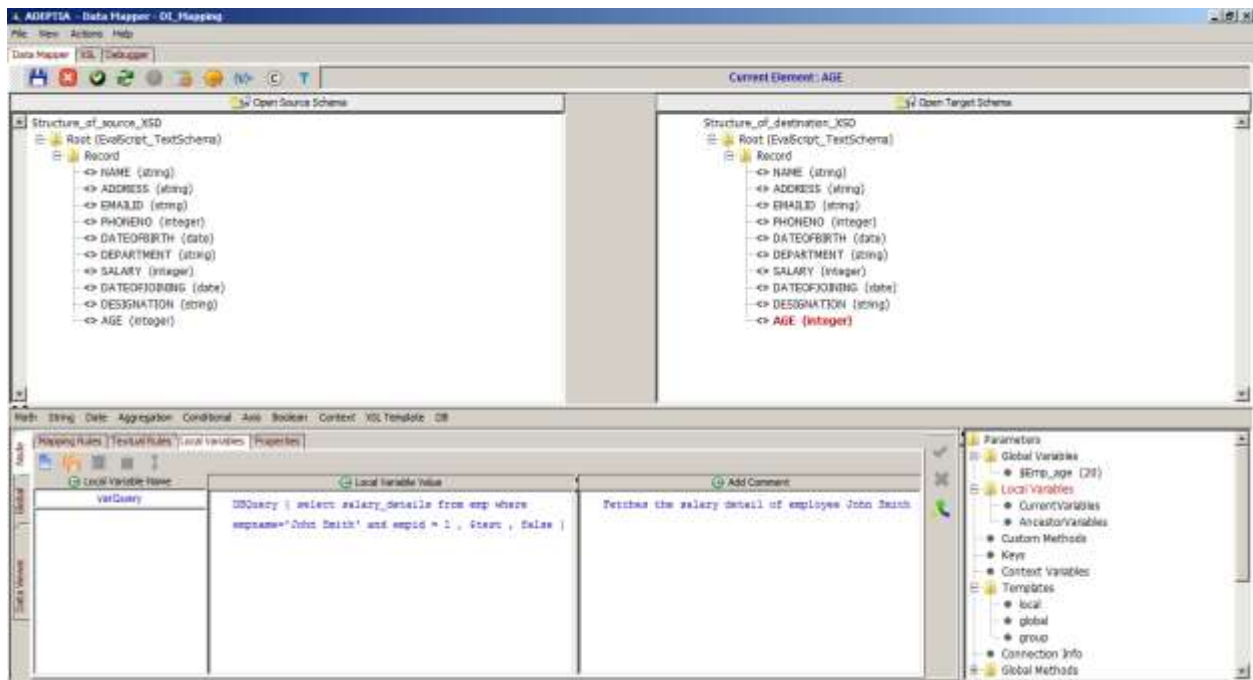 ADEPTIA - Data Mapper - DI_Mapping
File View Actions Help
Data Mapper XSL Debugger
Current Element: AGE
Open Source Schema
Open Target Schema
Structure_of_source_XSD
Root (EvalScript_TextSchema)
Record
<> NAME (string)
<> ADDRESS (string)
<> EMAILID (string)
<> PHONENO (integer)
<> DATEOFBIRTH (date)
<> DEPARTMENT (string)
<> SALARY (integer)
<> DATEOFJOINING (date)
<> DESIGNATION (string)
<> AGE (integer)
Structure_of_destination_XSD
Root (EvalScript_TextSchema)
Record
<> NAME (string)
<> ADDRESS (string)
<> EMAILID (string)
<> PHONENO (integer)
<> DATEOFBIRTH (date)
<> DEPARTMENT (string)
<> SALARY (integer)
<> DATEOFJOINING (date)
<> DESIGNATION (string)
<> AGE (integer)
Math String Date Aggregation Conditional Axis Boolean Context XSL Template DB
Node
Global
Data Viewer
Mapping Rules Textual Rules Local Variables Properties
Local Variable Name
Local Variable Value
Add Comment
varQuery
DBQuery ( select salary_details from emp where
empname='John Smith' and empid = 1 , $test , false )
Fetches the salary detail of employee John Smith
Parameters
Global Variables
$Emp_age (20)
Local Variables
CurrentVariables
AncestorVariables
Custom Methods
Keys
Context Variables
Templates
local
global
group
Connection Info
Global Methods